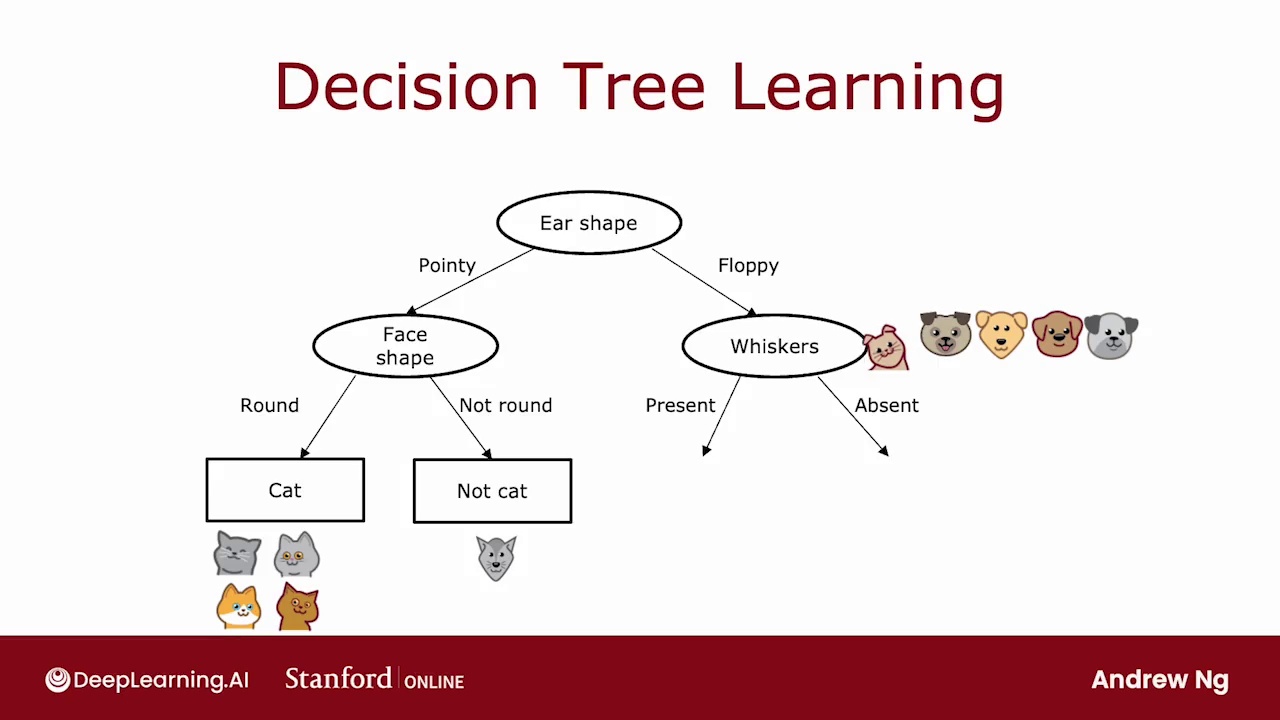 Decision Tree Learning
Ear shape
Pointy
Floppy
Face
shape
Whiskers
Round
Not round
Present
Absent
Cat
Not cat
DeepLearning.AI
Stanford ONLINE
Andrew Ng